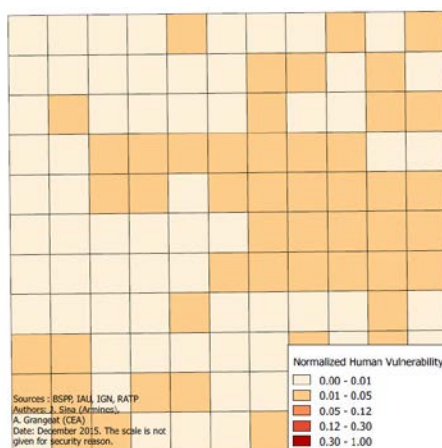 Normalized Human Vulnerability
0.00 - 0.01
0.01 - 0.05
0.05 - 0.12
0.12 - 0.30
0.30 - 1.00
Sources : BSPP, IAU, IGN, RATP
Authors: J. Sina (Armines),
A. Grangeat (CEA)
Date: December 2015. The scale is not
given for security reason.